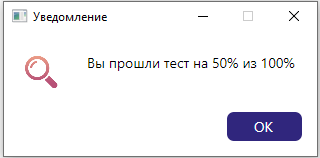 Уведомление
Вы прошли тест на 50% из 100%
OK